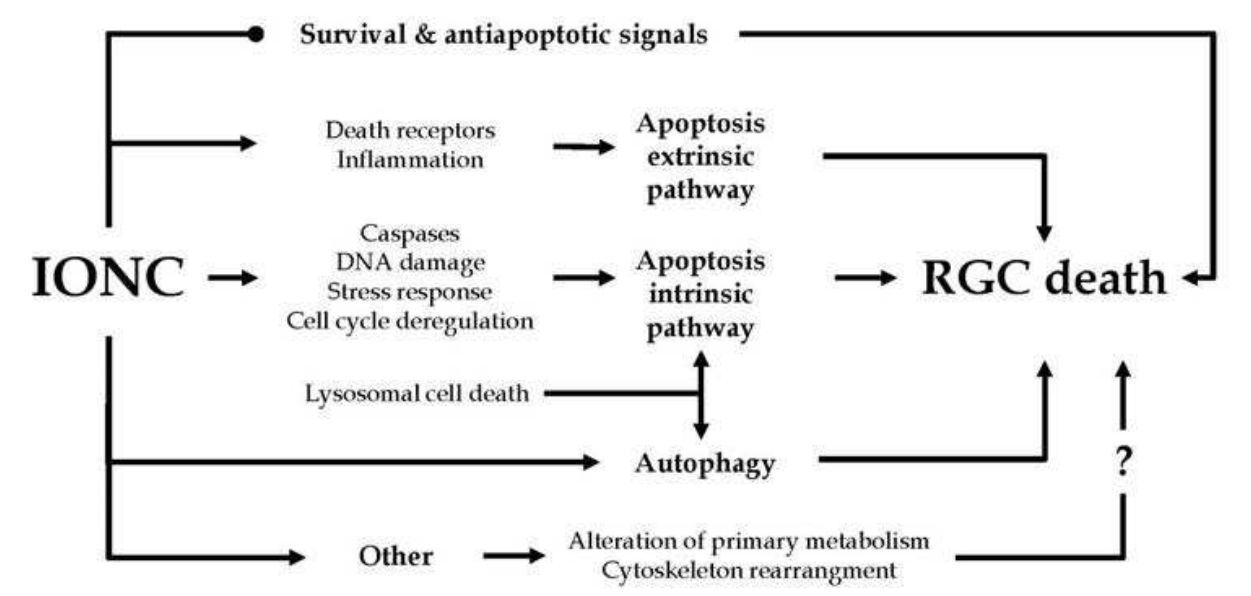 Survival & antiapoptotic signals
Death receptors
Inflammation
Apoptosis
extrinsic
pathway
IONC
Caspases
DNA damage
Stress response
Cell cycle deregulation
Apoptosis
intrinsic
pathway
RGC death
Lysosomal cell death
Autophagy
?
Other
Alteration of primary metabolism
Cytoskeleton rearrangment